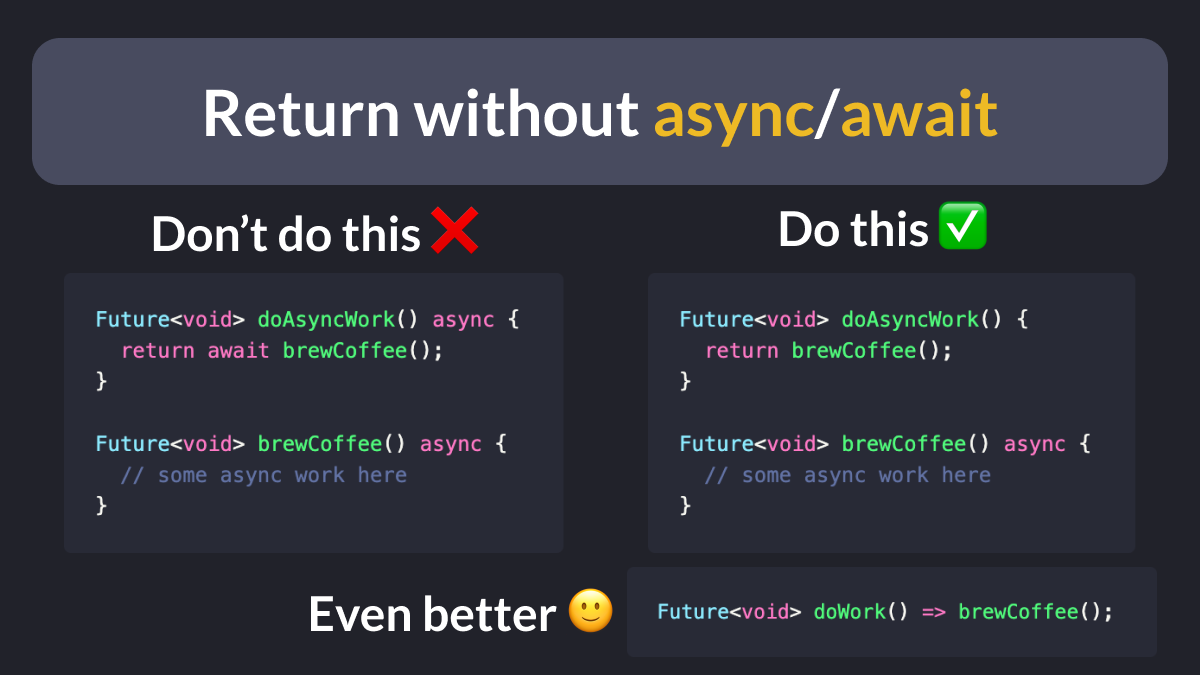 Return without async/await
Don’t do this ❌
Future<void> doAsyncWork() async {
  return await brewCoffee();
}

Future<void> brewCoffee() async {
  // some async work here
}
Do this ✅
Future<void> doAsyncWork() {
  return brewCoffee();
}

Future<void> brewCoffee() async {
  // some async work here
}
Even better 🙂
Future<void> doWork() => brewCoffee();